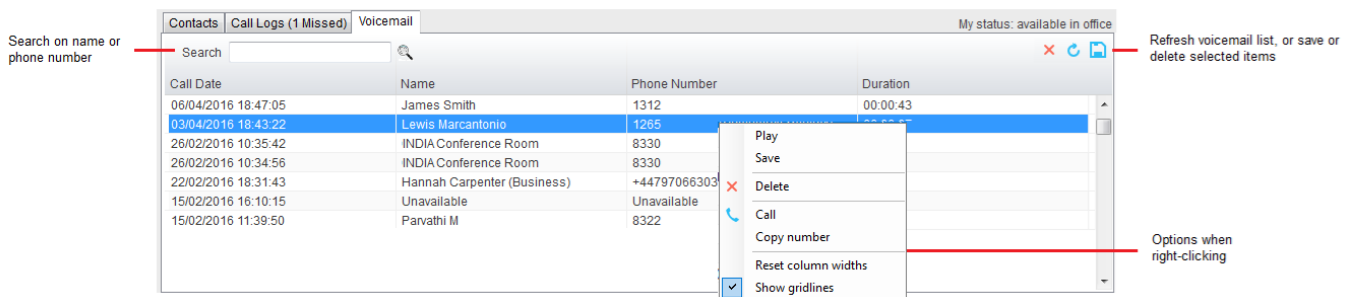 Contacts Call Logs (1 Missed) Voicemail My status: available in office
Search on name or
phone number
Search
Refresh voicemail list, or save or
delete selected items
Call Date Name Phone Number Duration
06/04/2016 18:47:05 James Smith 1312 00:00:43
03/04/2016 18:43:22 Lewis Marcantonio 1265
26/02/2016 10:35:42 INDIA Conference Room 8330
26/02/2016 10:34:56 INDIA Conference Room 8330
22/02/2016 18:31:43 Hannah Carpenter (Business) +44797066303
15/02/2016 16:10:15 Unavailable Unavailable
15/02/2016 11:39:50 Parvathi M 8322
Play
Save
Delete
Call
Copy number
Reset column widths
Show gridlines
Options when
right-clicking